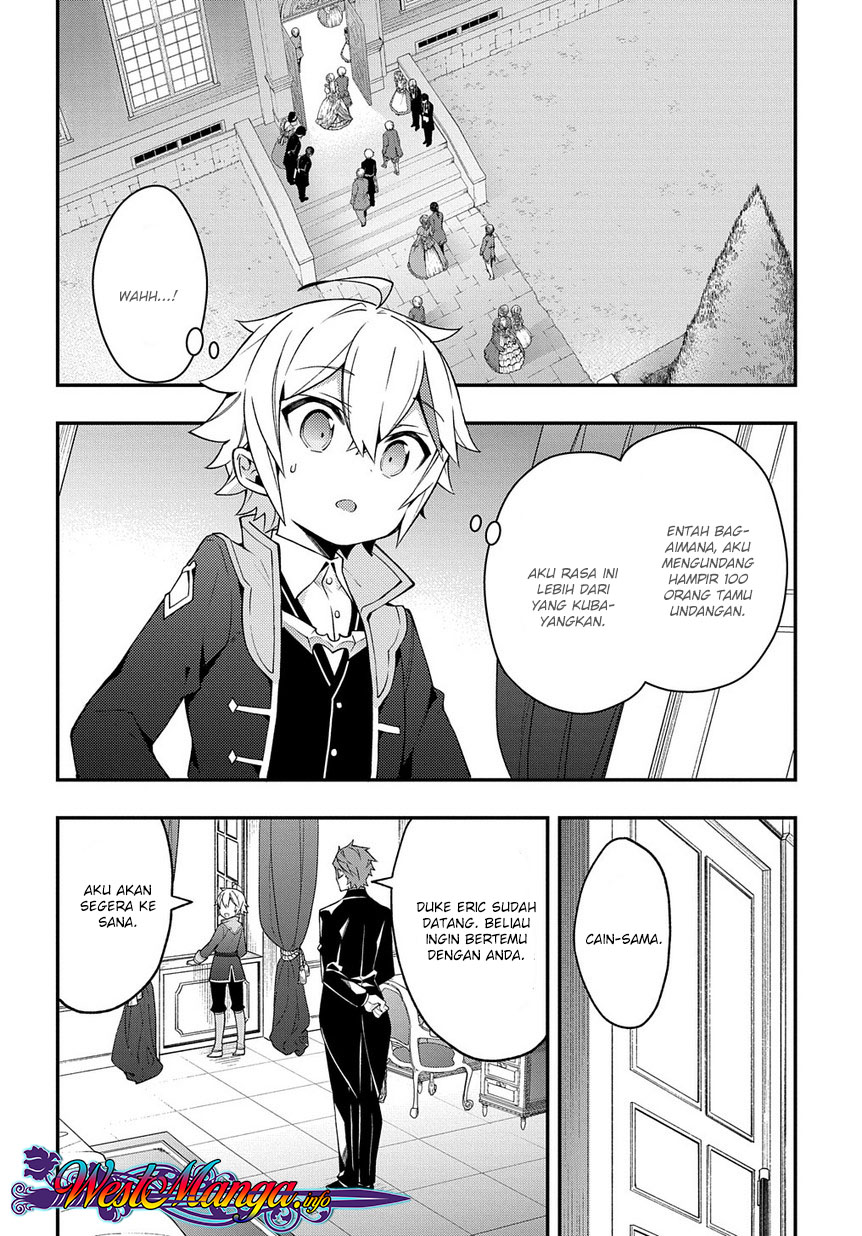 WAHH...!
ENTAH BAG-
AIMANA, AKU
MENGUNDANG
HAMPIR 100
ORANG TAMU
UNDANGAN.
AKU RASA INI
LEBIH DARI
YANG KUBA-
YANGKAN.
CAIN-SAMA.
DUKE ERIC SUDAH
DATANG. BELIAU
INGIN BERTEMU
DENGAN ANDA.
AKU AKAN
SEGERA KE
SANA.
WestManga.info